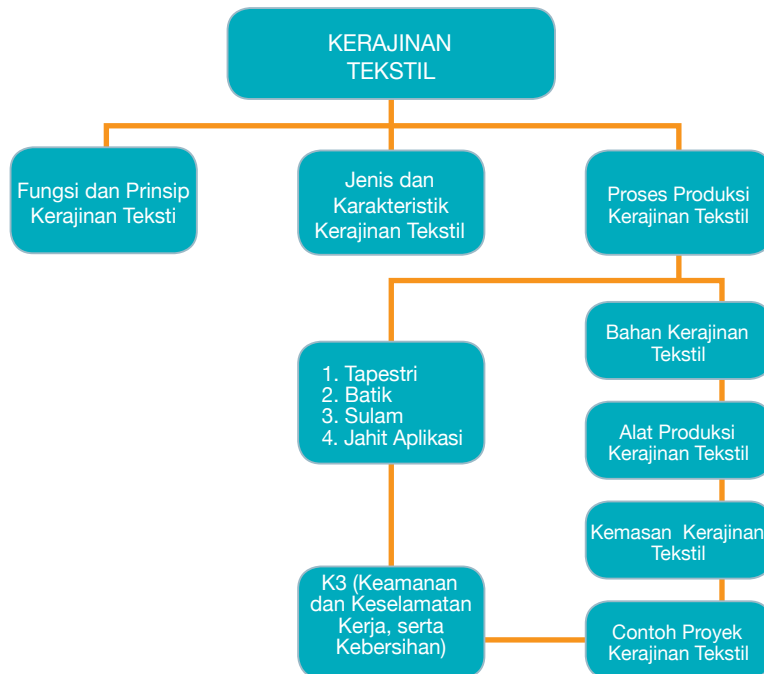 KERAJINAN
TEKSTIL
Fungsi dan Prinsip
Kerajinan Teksti
Jenis dan
Karakteristik
Kerajinan Tekstil
Proses Produksi
Kerajinan Tekstil
1. Tapestri
2. Batik
3. Sulam
4. Jahit Aplikasi
Bahan Kerajinan
Tekstil
Alat Produksi
Kerajinan Tekstil
Kemasan Kerajinan
Tekstil
K3 (Keamanan
dan Keselamatan
Kerja, serta
Kebersihan)
Contoh Proyek
Kerajinan Tekstil